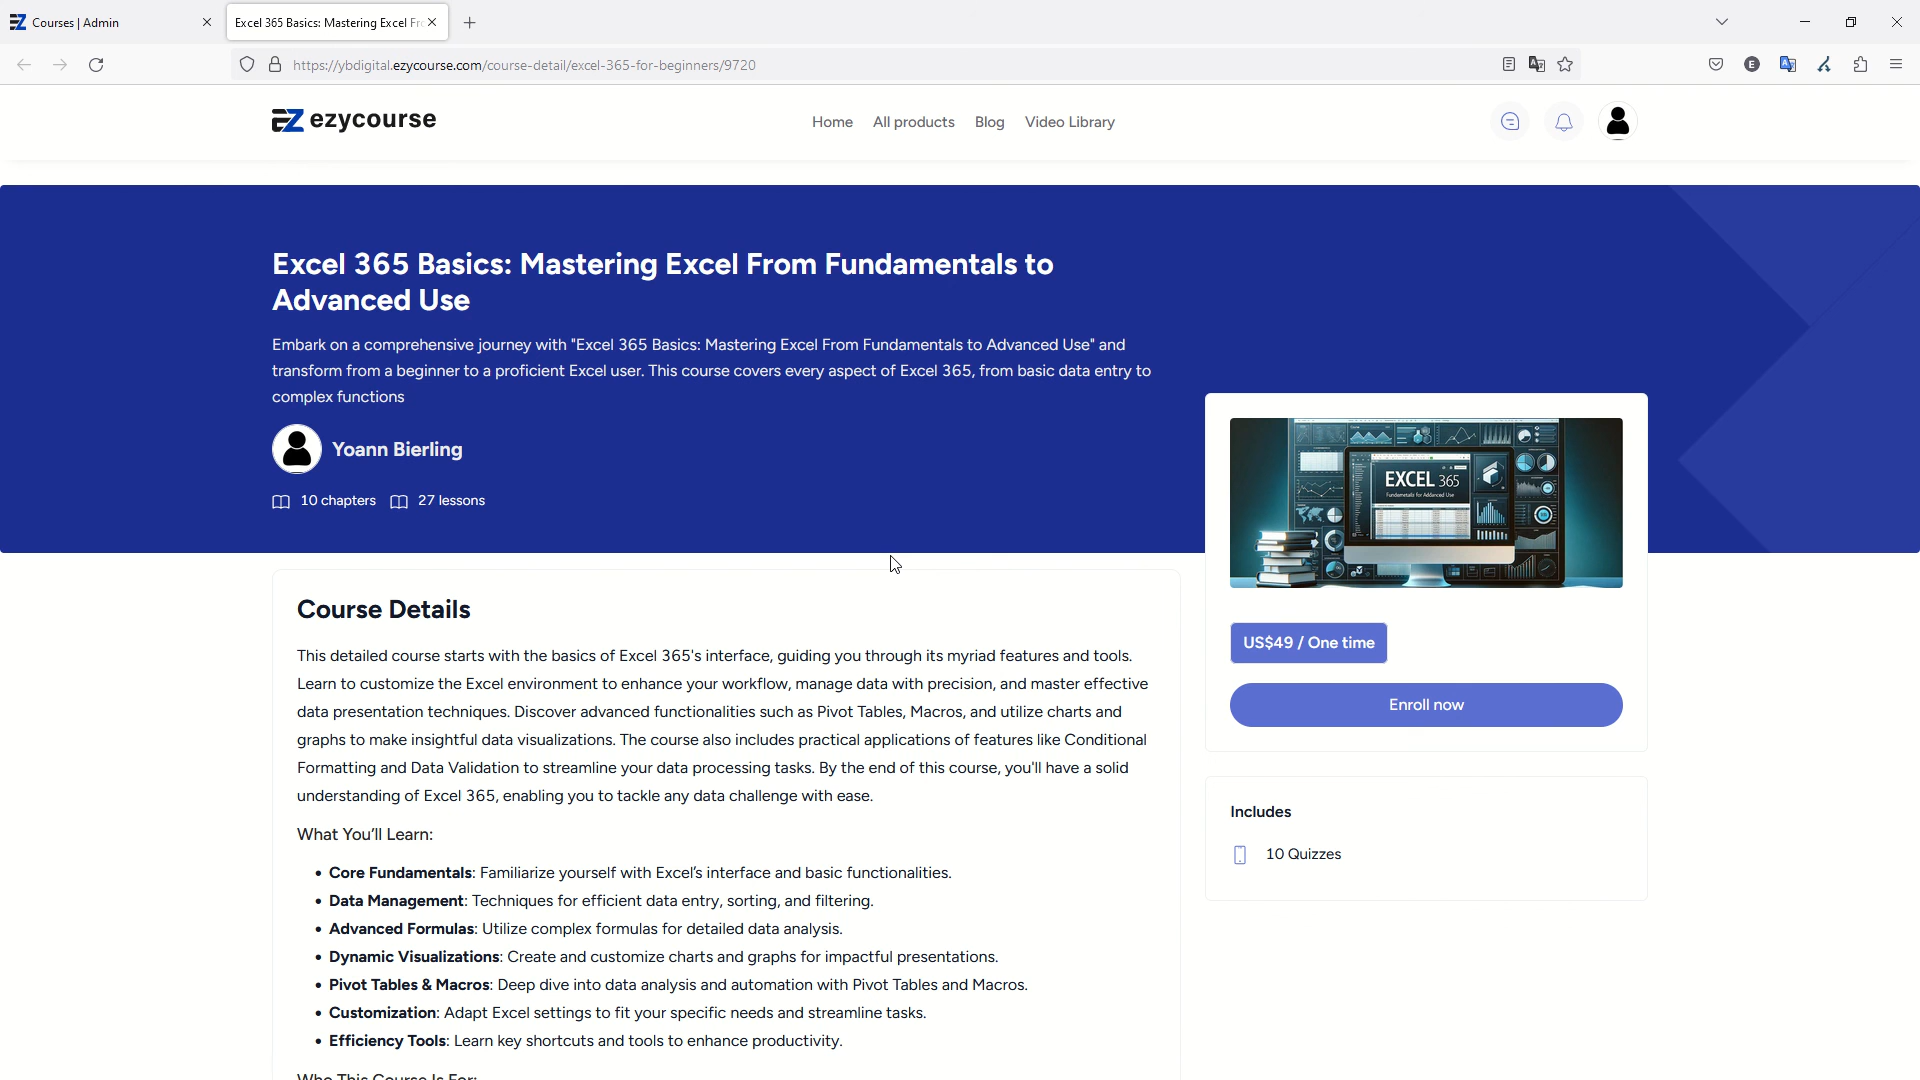 Courses | Admin
Excel 365 Basics: Mastering Excel Fr
https://ybdigital.ezycourse.com/course-detail/excel-365-for-beginners/9720
E
ezycourse
Home
All products
Blog
Video Library
Excel 365 Basics: Mastering Excel From Fundamentals to
Advanced Use
Embark on a comprehensive journey with "Excel 365 Basics: Mastering Excel From Fundamentals to Advanced Use" and
transform from a beginner to a proficient Excel user. This course covers every aspect of Excel 365, from basic data entry to
complex functions
Yoann Bierling
10 chapters
27 lessons
EXCEL 365
Fundemetails for Addenced Use
US$49 / One time
Enroll now
Includes
10 Quizzes
Course Details
This detailed course starts with the basics of Excel 365's interface, guiding you through its myriad features and tools.
Learn to customize the Excel environment to enhance your workflow, manage data with precision, and master effective
data presentation techniques. Discover advanced functionalities such as Pivot Tables, Macros, and utilize charts and
graphs to make insightful data visualizations. The course also includes practical applications of features like Conditional
Formatting and Data Validation to streamline your data processing tasks. By the end of this course, you'll have a solid
understanding of Excel 365, enabling you to tackle any data challenge with ease.
What You'll Learn:
• Core Fundamentals: Familiarize yourself with Excel's interface and basic functionalities.
• Data Management: Techniques for efficient data entry, sorting, and filtering.
• Advanced Formulas: Utilize complex formulas for detailed data analysis.
• Dynamic Visualizations: Create and customize charts and graphs for impactful presentations.
• Pivot Tables & Macros: Deep dive into data analysis and automation with Pivot Tables and Macros.
• Customization: Adapt Excel settings to fit your specific needs and streamline tasks.
• Efficiency Tools: Learn key shortcuts and tools to enhance productivity.
Who This Course Is For: